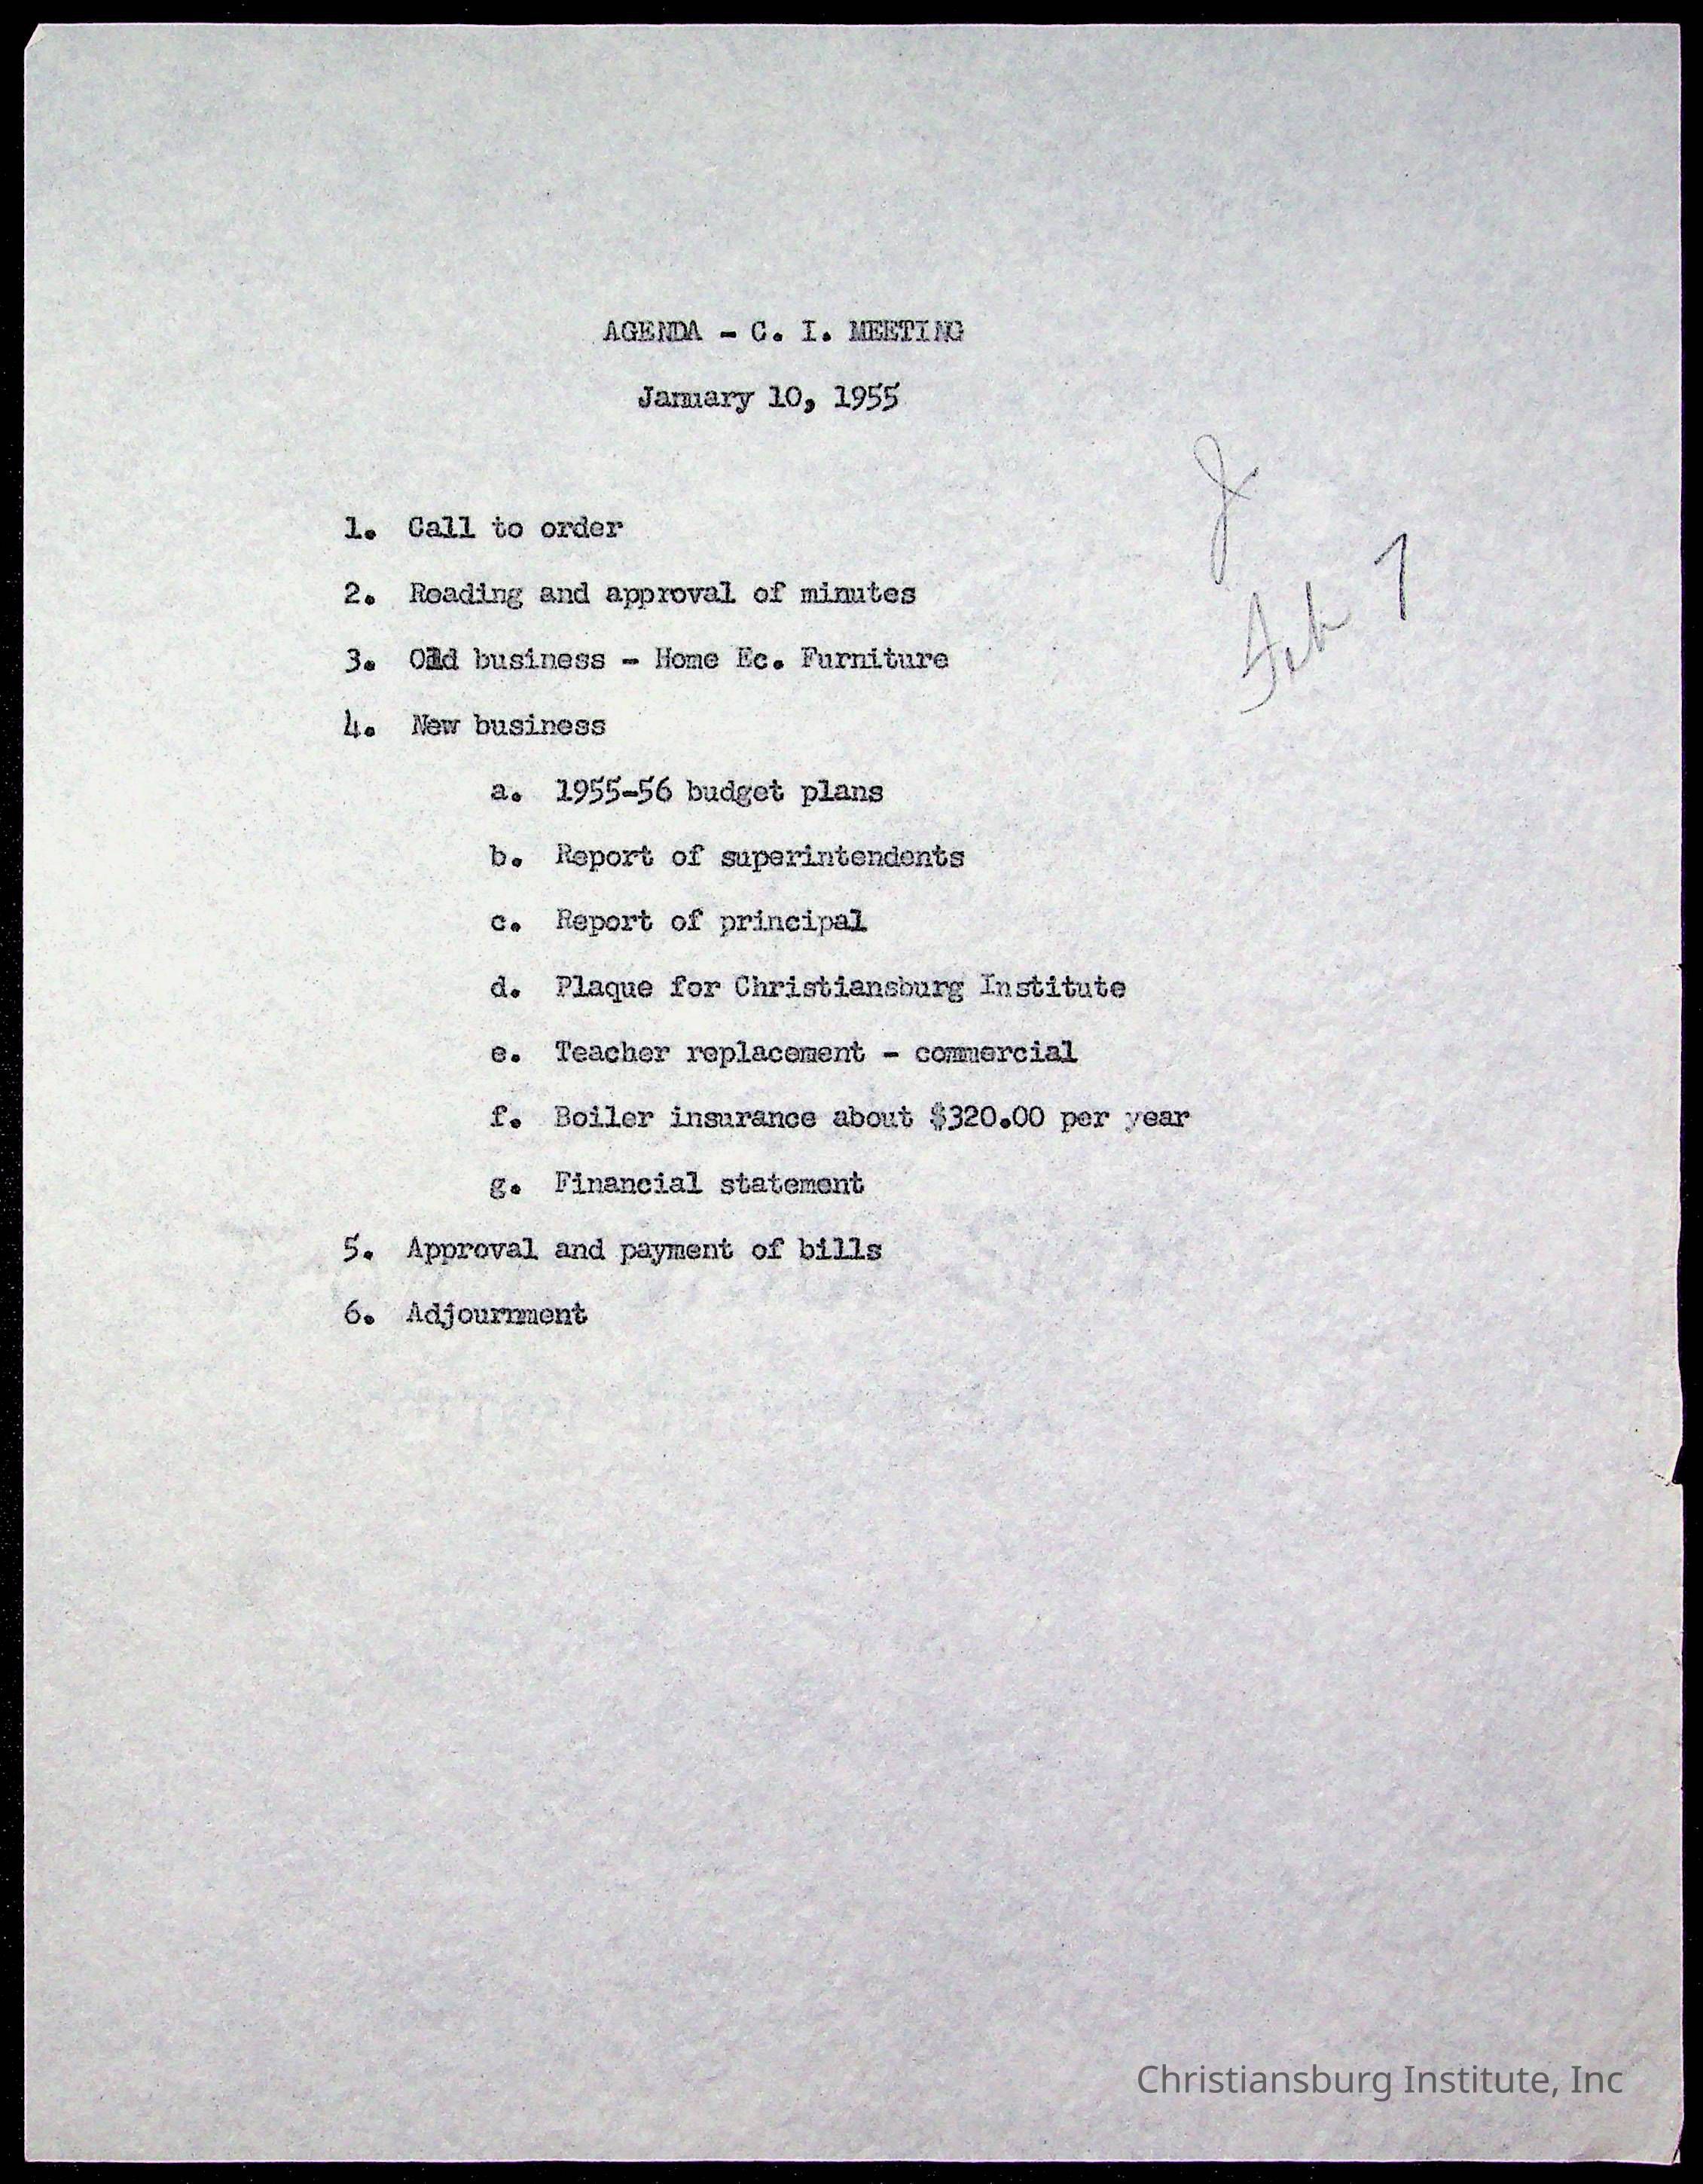 AGENDA - C. I. MEETING
January 10, 1955
1. Call to order
2. Reading and approval of minutes
3. Old business - Home Ec. Furniture
4. New business
a. 1955-56 budget plans
b. Report of superintendents
c. Report of principal
d. Plaque for Christiansburg Institute
e. Teacher replacement - commercial
f. Boiler insurance about $320.00 per year
g. Financial statement
5. Approval and payment of bills
6. Adjournment
Feb 7
Christiansburg Institute, Inc